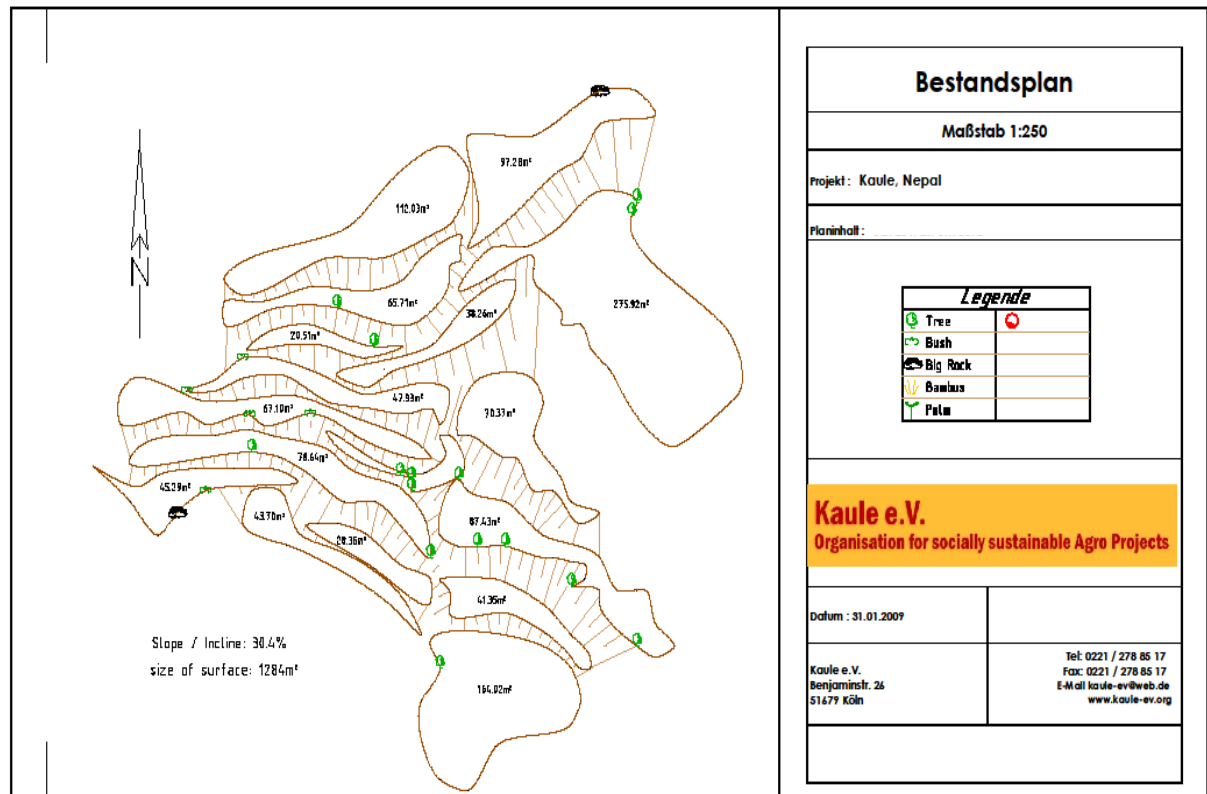 97.28m²
112.03m²
65.71m²
38.26m²
275.92m²
20.51m²
47.93m²
67.10m²
70.37m²
78.64m²
45.29m²
43.70m²
87.43m²
28.36m²
41.35m²
164.02m²
N
Slope / Incline: 30.4%
size of surface: 1284m²
Bestandsplan
Maßstab 1:250
Projekt : Kaule, Nepal
Planinhalt :
Legende
Tree
Bush
Big Rock
Bambus
Palm
Kaule e.V.
Organisation for socially sustainable Agro Projects
Datum : 31.01.2009
Kaule e.V.
Benjaminstr. 26
51679 Köln
Tel: 0221 / 278 85 17
Fax: 0221 / 278 85 17
E-Mail kaule-ev@web.de
www.kaule-ev.org